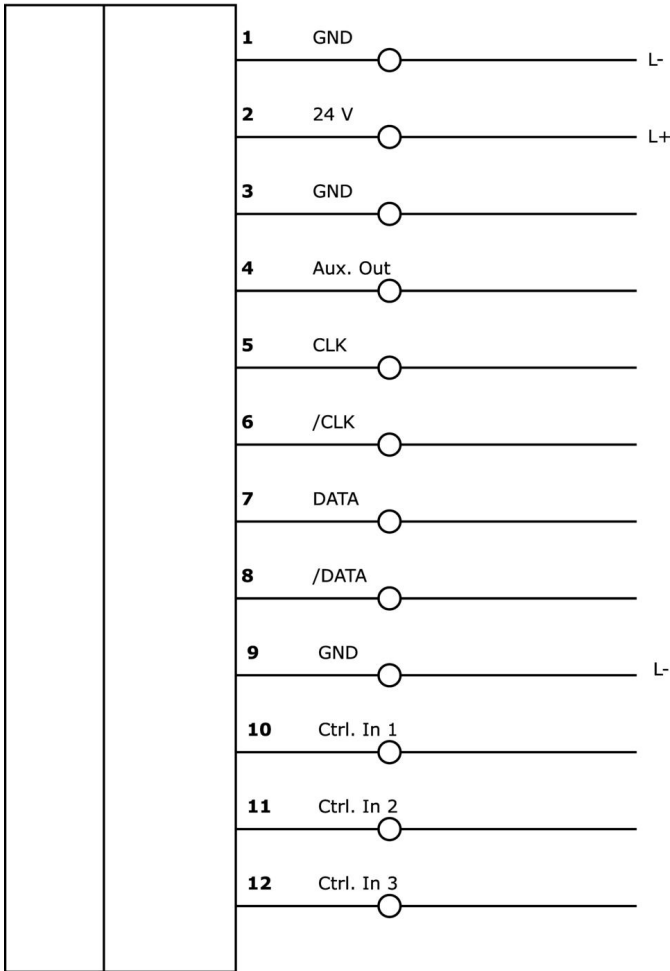 1 GND L-
2 24 V L+
3 GND
4 Aux. Out
5 CLK
6 /CLK
7 DATA
8 /DATA
9 GND L-
10 Ctrl. In 1
11 Ctrl. In 2
12 Ctrl. In 3